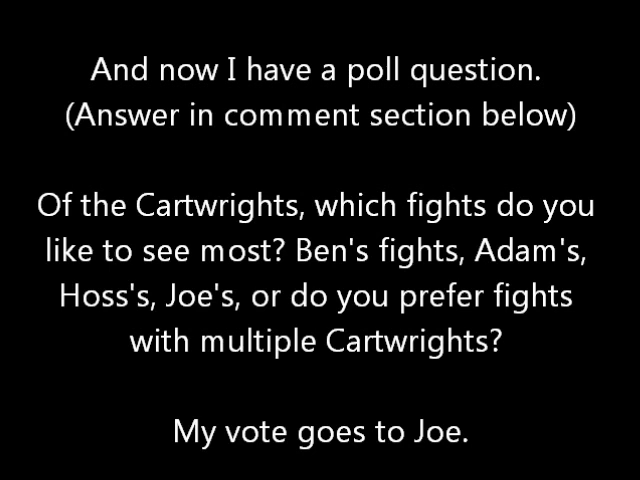 And now I have a poll question.
(Answer in comment section below)
Of the Cartwrights, which fights do you
like to see most? Ben's fights, Adam's,
Hoss's, Joe's, or do you prefer fights
with multiple Cartwrights?
My vote goes to Joe.